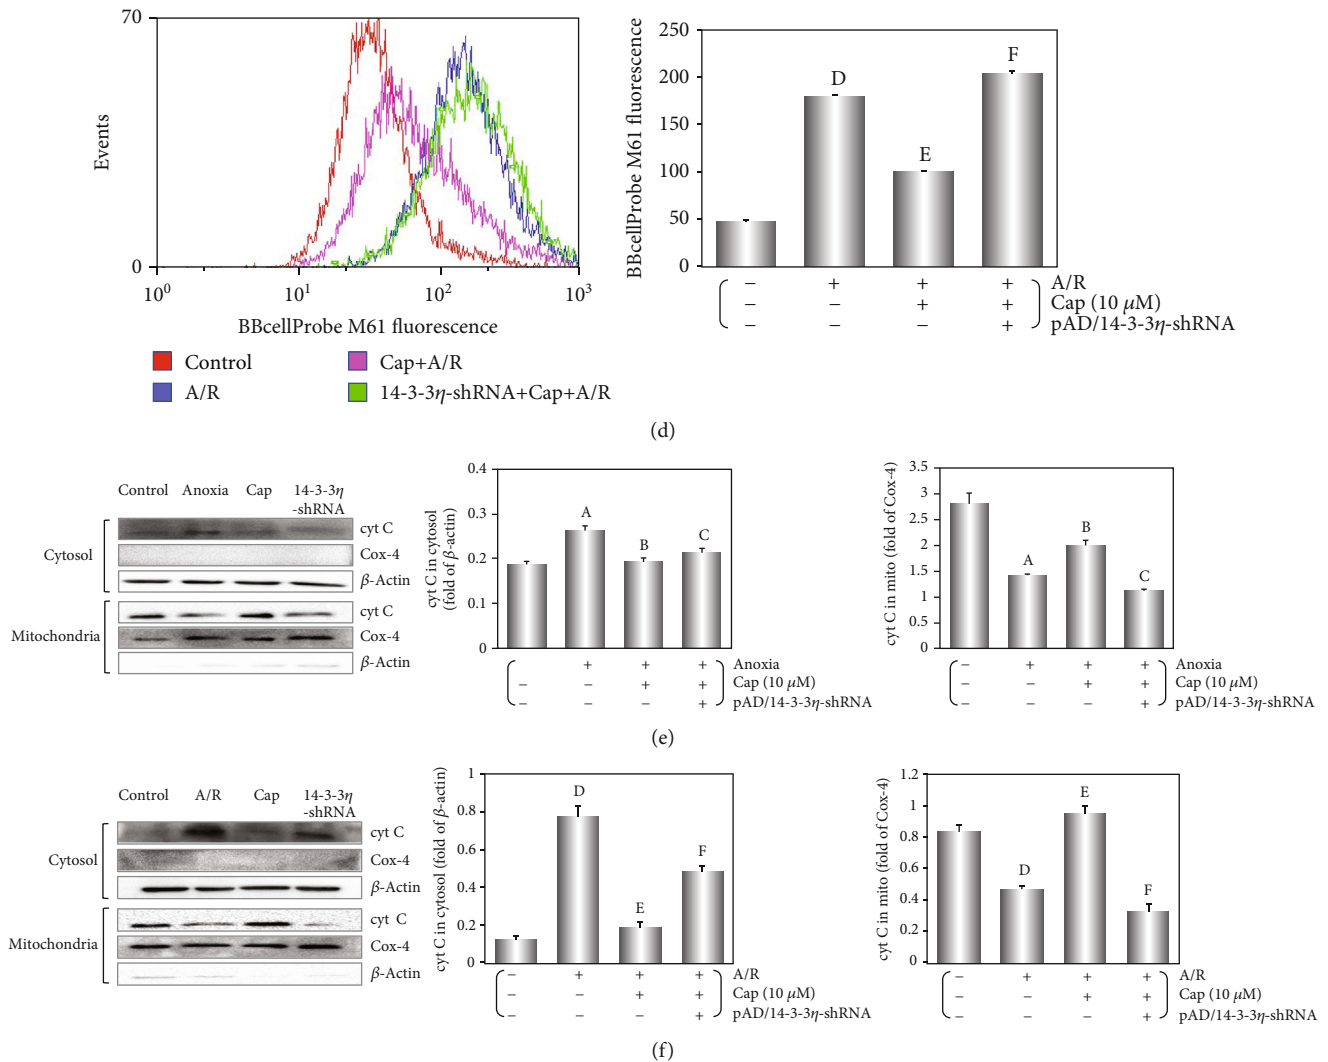 70
Events
0
10⁰ 10¹ 10² 10³
BBcellProbe M61 fluorescence
Control
A/R
Cap+A/R
14-3-3η-shRNA+Cap+A/R
BBcellProbe M61 fluorescence
250
200
150
100
50
0
D
E
F
– + + + A/R
– – + + Cap (10 μM)
– – – + pAD/14-3-3η-shRNA
(d)
Control Anoxia Cap 14-3-3η
-shRNA
Cytosol
cyt C
Cox-4
β-Actin
Mitochondria
cyt C
Cox-4
β-Actin
cyt C in cytosol
(fold of β-actin)
0.4
0.3
0.2
0.1
0
A
B
C
– + + + Anoxia
– – + + Cap (10 μM)
– – – + pAD/14-3-3η-shRNA
cyt C in mito (fold of Cox-4)
3.5
3
2.5
2
1.5
1
0.5
0
A
B
C
– + + + Anoxia
– – + + Cap (10 μM)
– – – + pAD/14-3-3η-shRNA
(e)
Control A/R Cap 14-3-3η
-shRNA
Cytosol
cyt C
Cox-4
β-Actin
Mitochondria
cyt C
Cox-4
β-Actin
cyt C in cytosol (fold of β-actin)
1
0.8
0.6
0.4
0.2
0
D
E
F
– + + + A/R
– – + + Cap (10 μM)
– – – + pAD/14-3-3η-shRNA
cyt C in mito (fold of Cox-4)
1.2
1
0.8
0.6
0.4
0.2
0
D
E
F
– + + + A/R
– – + + Cap (10 μM)
– – – + pAD/14-3-3η-shRNA
(f)